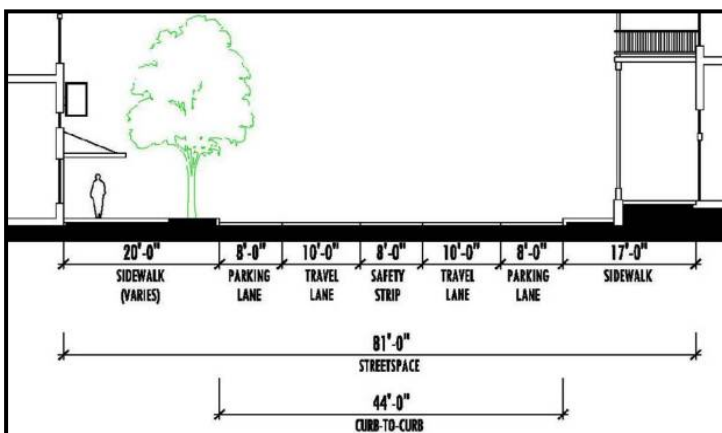 20'-0" 8'-0" 10'-0" 8'-0" 10'-0" 8'-0" 17'-0"
SIDEWALK PARKING TRAVEL SAFETY TRAVEL PARKING SIDEWALK
(VARIES) LANE LANE STRIP LANE LANE
81'-0"
STREETSPACE
44'-0"
CURB-TO-CURB